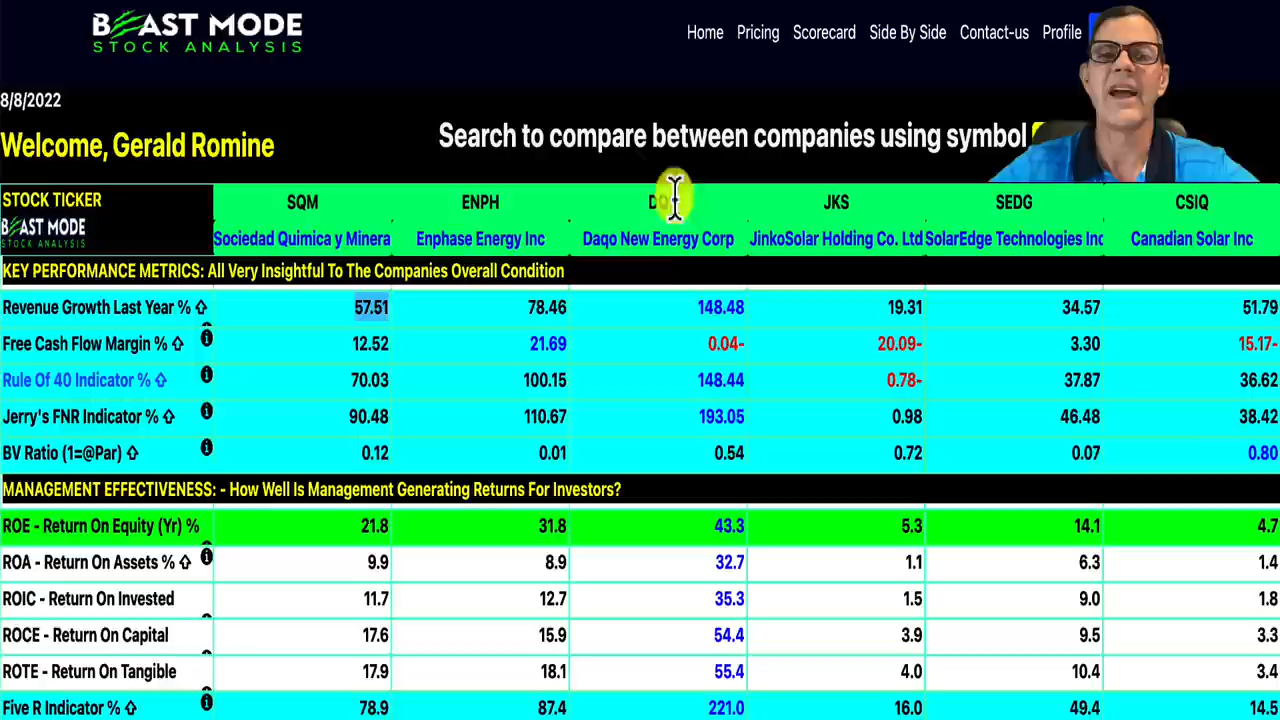 BEAST MODE
STOCK ANALYSIS
Home Pricing Scorecard Side By Side Contact-us Profile
8/8/2022
Welcome, Gerald Romine
Search to compare between companies using symbol
STOCK TICKER SQM ENPH JKS SEDG CSIQ
BEAST MODE
STOCK ANALYSIS
Sociedad Quimica y Minera Enphase Energy Inc Daqo New Energy Corp JinkoSolar Holding Co. Ltd SolarEdge Technologies Inc Canadian Solar Inc
KEY PERFORMANCE METRICS: All Very Insightful To The Companies Overall Condition
Revenue Growth Last Year % ⇧ 57.51 78.46 148.48 19.31 34.57 51.79
Free Cash Flow Margin % ⇧ 12.52 21.69 0.04- 20.09- 3.30 15.17-
Rule Of 40 Indicator % ⇧ 70.03 100.15 148.44 0.78- 37.87 36.62
Jerry's FNR Indicator % ⇧ 90.48 110.67 193.05 0.98 46.48 38.42
BV Ratio (1=@Par) ⇧ 0.12 0.01 0.54 0.72 0.07 0.80
MANAGEMENT EFFECTIVENESS: - How Well Is Management Generating Returns For Investors?
ROE - Return On Equity (Yr) % 21.8 31.8 43.3 5.3 14.1 4.7
ROA - Return On Assets % ⇧ 9.9 8.9 32.7 1.1 6.3 1.4
ROIC - Return On Invested 11.7 12.7 35.3 1.5 9.0 1.8
ROCE - Return On Capital 17.6 15.9 54.4 3.9 9.5 3.3
ROTE - Return On Tangible 17.9 18.1 55.4 4.0 10.4 3.4
Five R Indicator % ⇧ 78.9 87.4 221.0 16.0 49.4 14.5